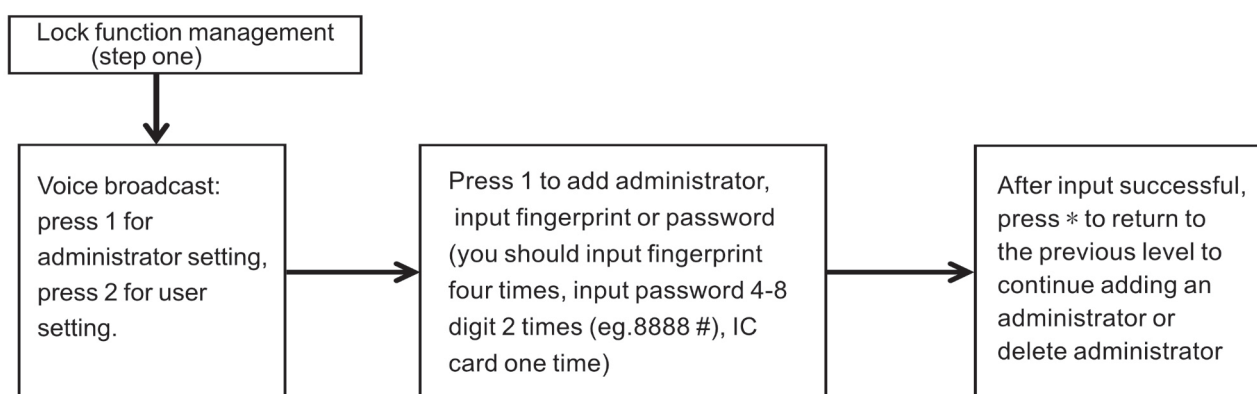 Lock function management
(step one)
Voice broadcast:
press 1 for
administrator setting,
press 2 for user
setting.
Press 1 to add administrator,
input fingerprint or password
(you should input fingerprint
four times, input password 4-8
digit 2 times (eg.8888 #), IC
card one time)
After input successful,
press * to return to
the previous level to
continue adding an
administrator or
delete administrator